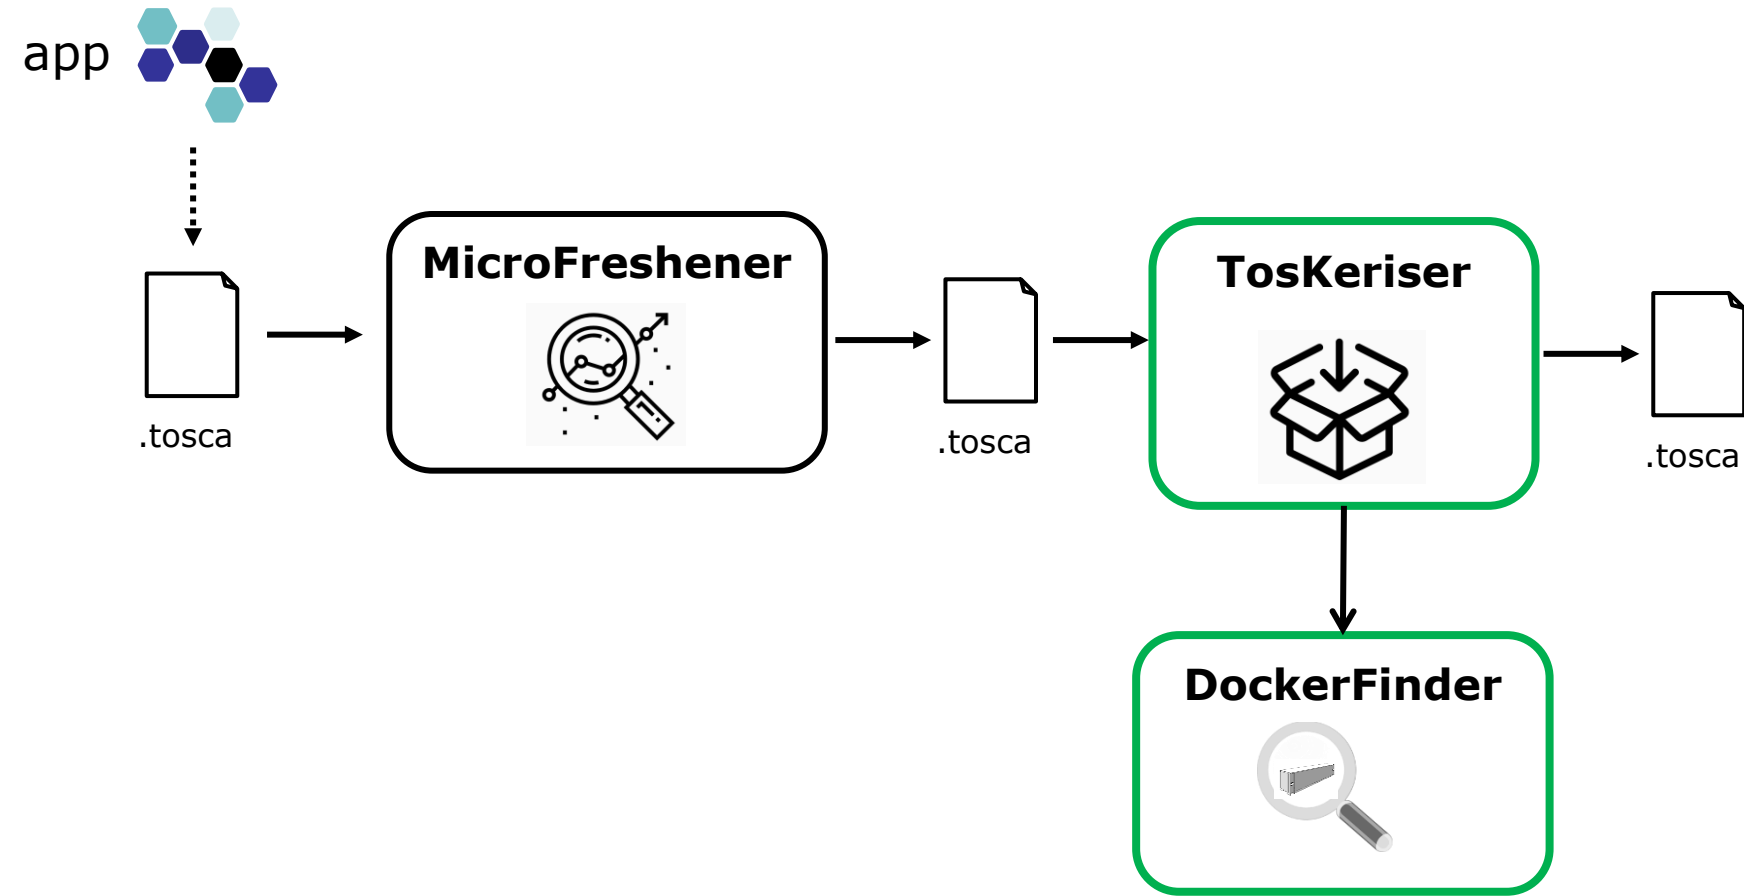 app
MicroFreshener
TosKeriser
.tosca
.tosca
.tosca
DockerFinder